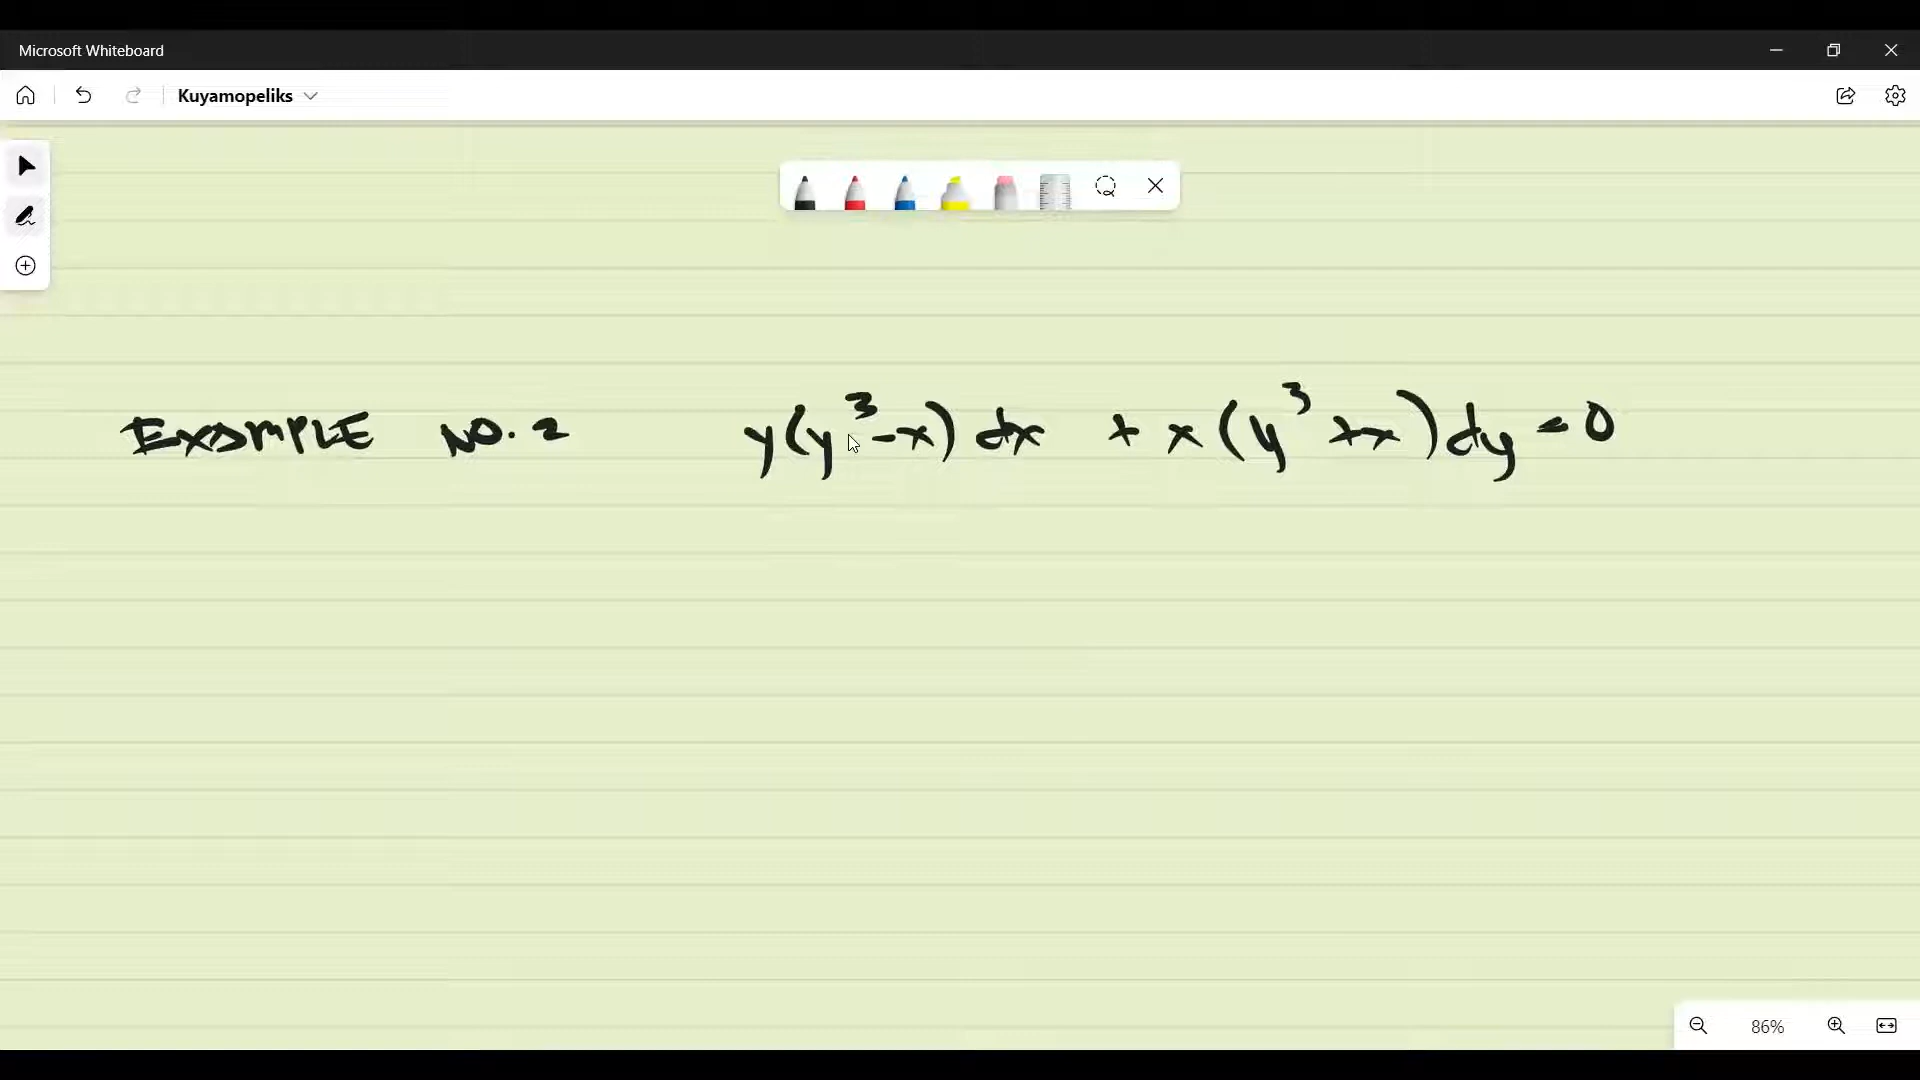 Microsoft Whiteboard
Kuyamopeliks
EXAMPLE NO. 2 y(y³-x) dx + x(y³+x)dy = 0
86%